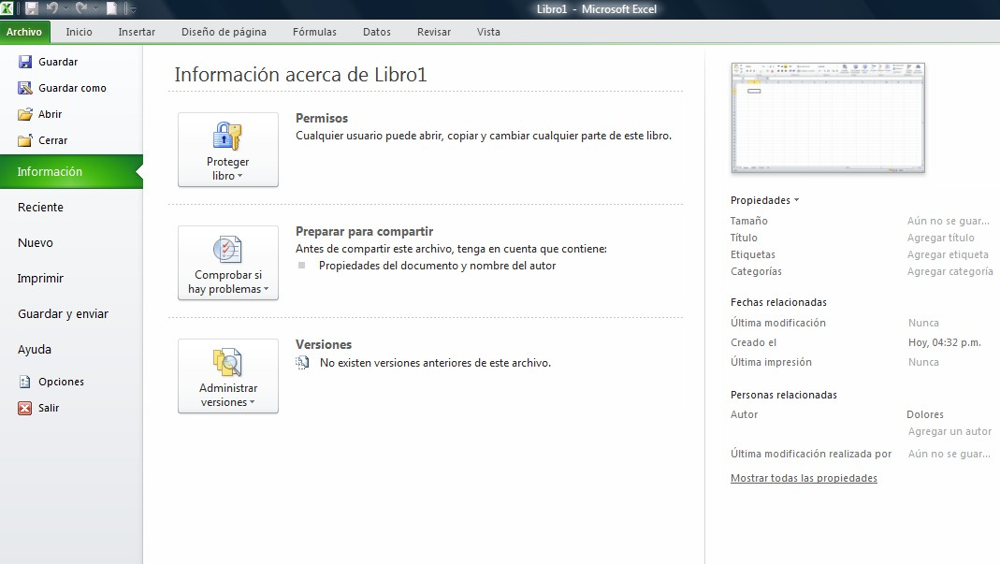 Libro1 - Microsoft Excel
Archivo Inicio Insertar Diseño de página Fórmulas Datos Revisar Vista
Guardar
Guardar como
Abrir
Cerrar
Información
Reciente
Nuevo
Imprimir
Guardar y enviar
Ayuda
Opciones
Salir
Información acerca de Libro1
Proteger
libro
Permisos
Cualquier usuario puede abrir, copiar y cambiar cualquier parte de este libro.
Comprobar si
hay problemas
Preparar para compartir
Antes de compartir este archivo, tenga en cuenta que contiene:
Propiedades del documento y nombre del autor
Administrar
versiones
Versiones
No existen versiones anteriores de este archivo.
Propiedades
Tamaño Aún no se guar...
Título Agregar título
Etiquetas Agregar etiqueta
Categorías Agregar categoría
Fechas relacionadas
Última modificación Nunca
Creado el Hoy, 04:32 p.m.
Última impresión Nunca
Personas relacionadas
Autor Dolores
Agregar un autor
Última modificación realizada por Aún no se guar...
Mostrar todas las propiedades